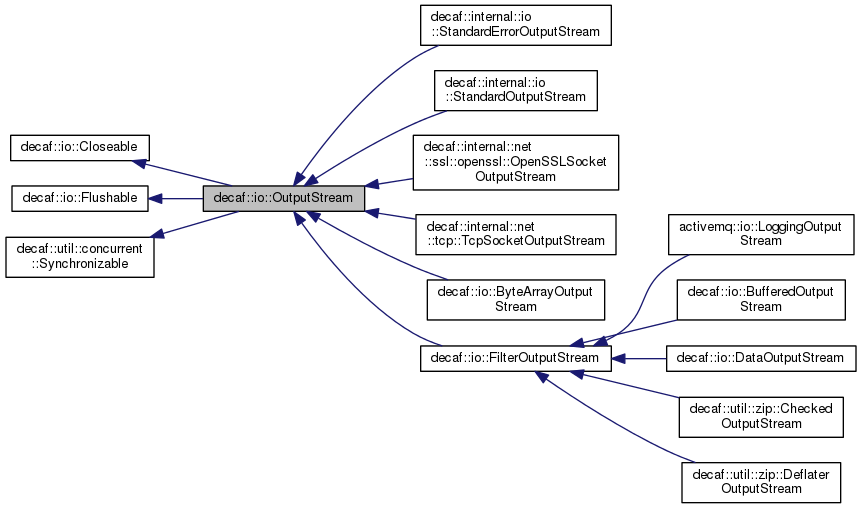 decaf::io::Closeable
decaf::io::Flushable
decaf::util::concurrent
::Synchronizable
decaf::io::OutputStream
decaf::internal::io
::StandardErrorOutputStream
decaf::internal::io
::StandardOutputStream
decaf::internal::net
::ssl::openssl::OpenSSLSocket
OutputStream
decaf::internal::net
::tcp::TcpSocketOutputStream
decaf::io::ByteArrayOutput
Stream
decaf::io::FilterOutputStream
activemq::io::LoggingOutput
Stream
decaf::io::BufferedOutput
Stream
decaf::io::DataOutputStream
decaf::util::zip::Checked
OutputStream
decaf::util::zip::Deflater
OutputStream